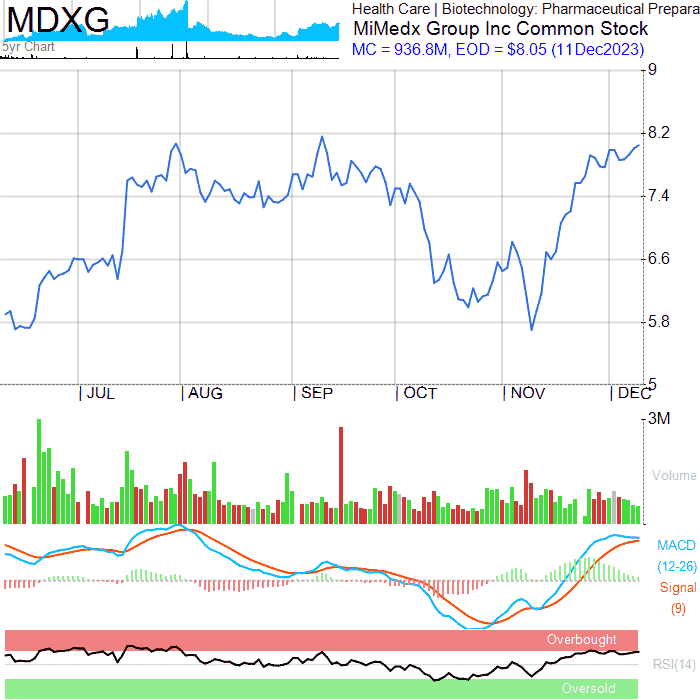 MDXG
5yr Chart
Health Care | Biotechnology: Pharmaceutical Prepara
MiMedx Group Inc Common Stock
MC = 936.8M, EOD = $8.05 (11Dec2023)
9
8.2
7.4
6.6
5.8
5
| JUL | AUG | SEP | OCT | NOV | DEC
3M
Volume
MACD
(12-26)
Signal
(9)
Overbought
RSI(14)
Oversold